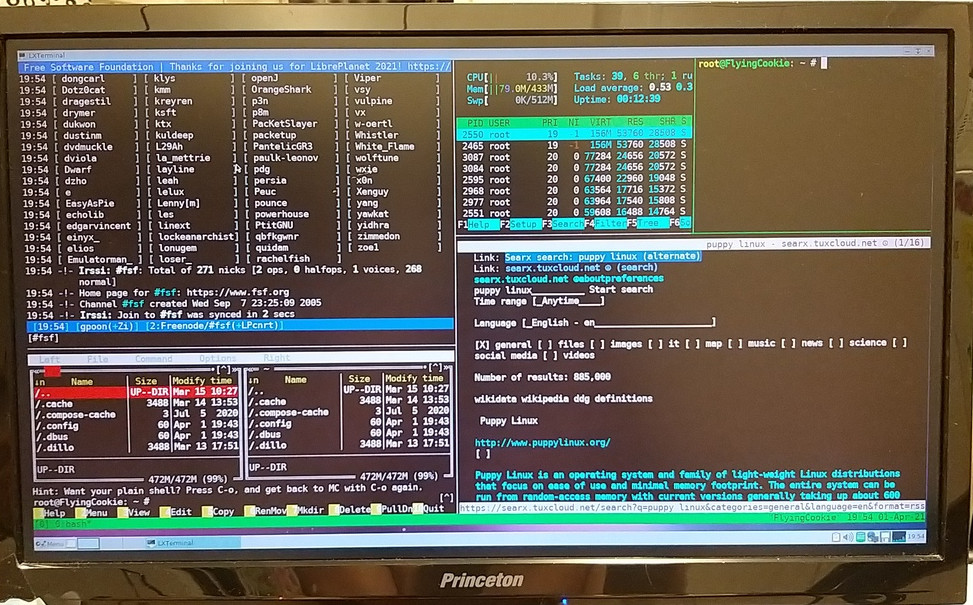 LXTerminal
Free Software Foundation | Thanks for joining us for LibrePlanet 2021! https://
19:54 [ dongcarl ] [ klys ] [ openJ ] [ Viper
19:54 [ Dotz0cat ] [ kmm ] [ OrangeShark ] [ vsy
19:54 [ dragestil ] [ kreyren ] [ p3n ] [ vulpine
19:54 [ drymer ] [ ksft ] [ p8m ] [ vx
19:54 [ dukwon ] [ ktx ] [ PacKetSlayer ] [ w-oertl
19:54 [ dustinm ] [ kuldeep ] [ packetup ] [ Whistler
19:54 [ dvdmuckle ] [ L29Ah ] [ PantelicGR3 ] [ White_Flame
19:54 [ dviola ] [ la_mettrie ] [ paulk-leonov ] [ wolftune
19:54 [ Dwarf ] [ layline ] [ pdg ] [ wxie
19:54 [ dzho ] [ leah ] [ persia ] [ x0n
19:54 [ e ] [ lelux ] [ Peuc ] [ Xenguy
19:54 [ EasyAsPie ] [ Lenny[m] ] [ pounce ] [ yang
19:54 [ echolib ] [ les ] [ powerhouse ] [ yawkat
19:54 [ edgarvincent ] [ linext ] [ PtitGNU ] [ yidhra
19:54 [ einyx_ ] [ lockeanarchist] [ qbfkgwnr ] [ zimmedon
19:54 [ elios ] [ lonugem ] [ quidam ] [ zoe1
19:54 [ Emulatorman_ ] [ loser_ ] [ rachelfish ]
19:54 -!- Irssi: #fsf: Total of 271 nicks [2 ops, 0 halfops, 1 voices, 268
normal]
19:54 -!- Home page for #fsf: https://www.fsf.org
19:54 -!- Channel #fsf created Wed Sep 7 23:25:09 2005
19:54 -!- Irssi: Join to #fsf was synced in 2 secs
[19:54] [gpoon(+Zi)] [2:Freenode/#fsf(+LPcnrt)]
[#fsf]
CPU[|| 10.3%] Tasks: 39, 6 thr; 1 ru
Mem[||79.0M/433M] Load average: 0.53 0.3
Swp[ 0K/512M] Uptime: 00:12:39
PID USER PRI NI VIRT RES SHR S
2550 root 19 -1 156M 53760 28508 S
2465 root 19 -1 156M 53760 28508 S
3087 root 20 0 77284 24656 20572 S
3084 root 20 0 77284 24656 20572 S
2595 root 20 0 67400 22960 19048 S
2968 root 20 0 63564 17716 15372 S
2977 root 20 0 63964 17540 15808 S
2551 root 20 0 59608 16488 14764 S
F1Help F2Setup F3Search F4Filter F5Tree F6
root@FlyingCookie: ~ #
puppy linux - searx.tuxcloud.net ⊙ (1/16)
Link: Searx search: puppy linux (alternate)
Link: searx.tuxcloud.net ⊙ (search)
searx.tuxcloud.net ⊙aboutpreferences
puppy linux_______________Start search
Time range [_Anytime____]
Language [_English - en____________________]
[X] general [ ] files [ ] images [ ] it [ ] map [ ] music [ ] news [ ] science [ ]
social media [ ] videos
Number of results: 885,000
wikidata wikipedia ddg definitions
Puppy Linux
http://www.puppylinux.org/
[ ]
Puppy Linux is an operating system and family of light-weight Linux distributions
that focus on ease of use and minimal memory footprint. The entire system can be
run from random-access memory with current versions generally taking up about 600
https://searx.tuxcloud.net/search?q=puppy linux&categories=general&language=en&format=rss
Left File Command Options Right
↓n Name Size Modify time ↓n Name Size Modify time
/.. UP--DIR Mar 15 10:27 /.. UP--DIR Mar 15 10:27
/.cache 3488 Mar 14 13:53 /.cache 3488 Mar 14 13:53
/.compose-cache 3 Jul 5 2020 /.compose-cache 3 Jul 5 2020
/.config 60 Apr 1 19:43 /.config 60 Apr 1 19:43
/.dbus 60 Apr 1 19:43 /.dbus 60 Apr 1 19:43
/.dillo 3488 Mar 13 17:51 /.dillo 3488 Mar 13 17:51
UP--DIR UP--DIR
472M/472M (99%) 472M/472M (99%)
Hint: Want your plain shell? Press C-o, and get back to MC with C-o again.
root@FlyingCookie: ~ # [^]
1Help 2Menu 3View 4Edit 5Copy 6RenMov 7Mkdir 8Delete 9PullDn 10Quit
[0] 0:bash* "FlyingCookie" 19:54 01-Apr-21
Menu LXTerminal 19:54
Princeton